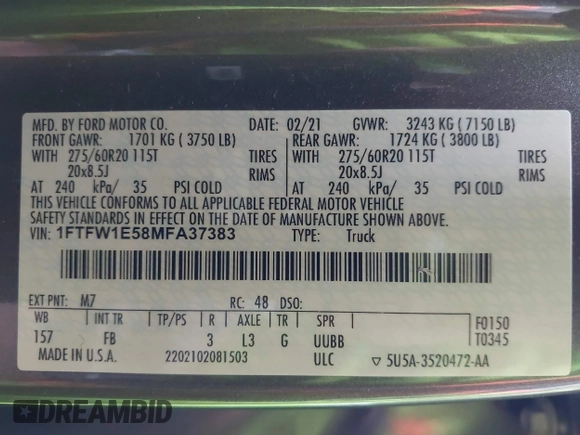 MFD. BY FORD MOTOR CO. DATE: 02/21 GVWR: 3243 KG ( 7150 LB)
FRONT GAWR: 1701 KG ( 3750 LB) REAR GAWR: 1724 KG ( 3800 LB)
WITH 275/60R20 115T TIRES WITH 275/60R20 115T TIRES
20x8.5J RIMS 20x8.5J RIMS
AT 240 kPa/ 35 PSI COLD AT 240 kPa/ 35 PSI COLD
THIS VEHICLE CONFORMS TO ALL APPLICABLE FEDERAL MOTOR VEHICLE
SAFETY STANDARDS IN EFFECT ON THE DATE OF MANUFACTURE SHOWN ABOVE.
VIN: 1FTFW1E58MFA37383 TYPE: Truck
EXT PNT: M7 RC: 48 DSO:
WB INT TR TP/PS R AXLE TR SPR F0150
157 FB 3 L3 G UUBB T0345
MADE IN U.S.A. 2202102081503 ULC ▽ 5U5A-3520472-AA
DREAMBID